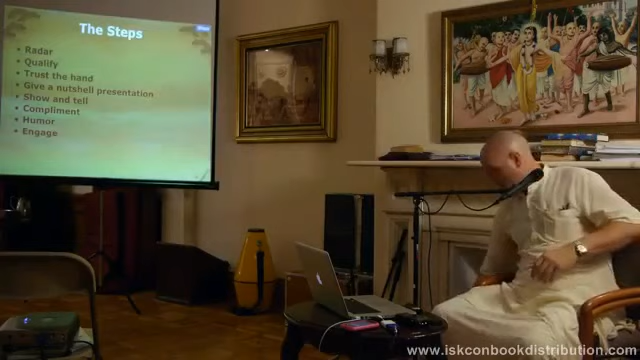 The Steps
• Radar
• Qualify
• Trust the hand
• Give a nutshell presentation
• Show and tell
• Compliment
• Humor
• Engage
www.iskconbookdistribution.com